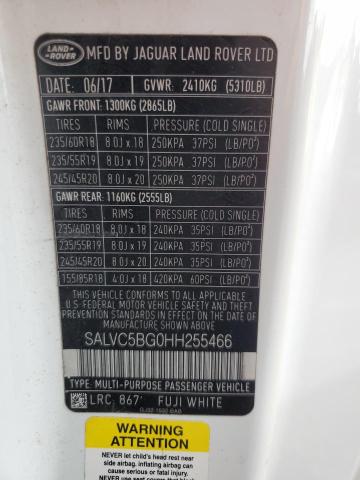 LAND-ROVER
MFD BY JAGUAR LAND ROVER LTD
DATE: 06/17 GVWR: 2410KG (5310LB)
GAWR FRONT: 1300KG (2865LB)
TIRES RIMS PRESSURE (COLD SINGLE)
235/60R18 8.0J x 18 250KPA 37PSI (LB/PO²)
235/55R19 8.0J x 19 250KPA 37PSI (LB/PO²)
245/45R20 8.0J x 20 250KPA 37PSI (LB/PO²)
GAWR REAR: 1160KG (2555LB)
TIRES RIMS PRESSURE (COLD SINGLE)
235/60R18 8.0J x 18 240KPA 35PSI (LB/PO²)
235/55R19 8.0J x 19 240KPA 35PSI (LB/PO²)
245/45R20 8.0J x 20 240KPA 35PSI (LB/PO²)
155/85R18 4.0J x 18 420KPA 60PSI (LB/PO²)
THIS VEHICLE CONFORMS TO ALL APPLICABLE
U.S. FEDERAL MOTOR VEHICLE SAFETY
STANDARDS IN EFFECT ON THE DATE OF
MANUFACTURE SHOWN ABOVE.
SALVC5BG0HH255466
TYPE: MULTI-PURPOSE PASSENGER VEHICLE
LRC: 867 FUJI WHITE
WARNING
ATTENTION
NEVER let child's head rest near
side airbag. inflating airbag can
cause serious or fatal injury.
NE